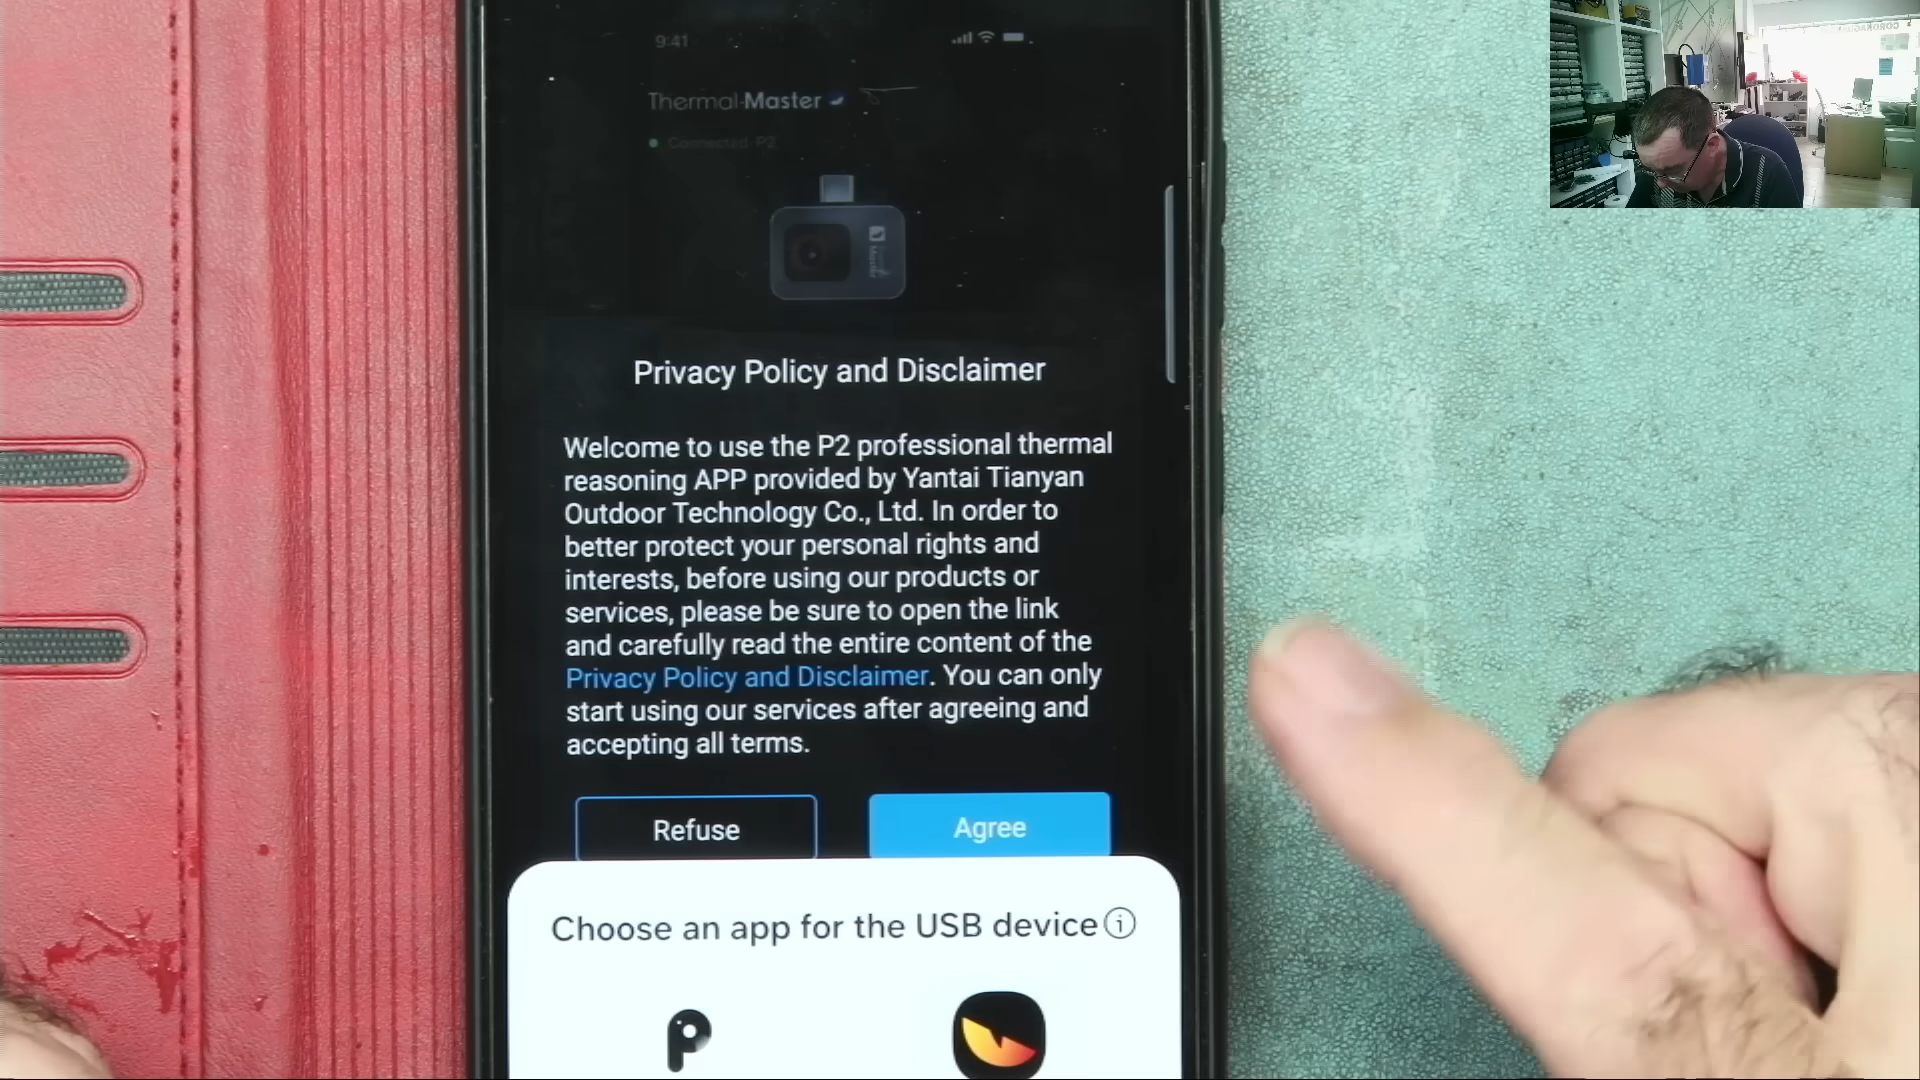 9:41
Thermal Master
Connected P2
Master
Privacy Policy and Disclaimer
Welcome to use the P2 professional thermal
reasoning APP provided by Yantai Tianyan
Outdoor Technology Co., Ltd. In order to
better protect your personal rights and
interests, before using our products or
services, please be sure to open the link
and carefully read the entire content of the
Privacy Policy and Disclaimer. You can only
start using our services after agreeing and
accepting all terms.
Refuse
Agree
Choose an app for the USB device